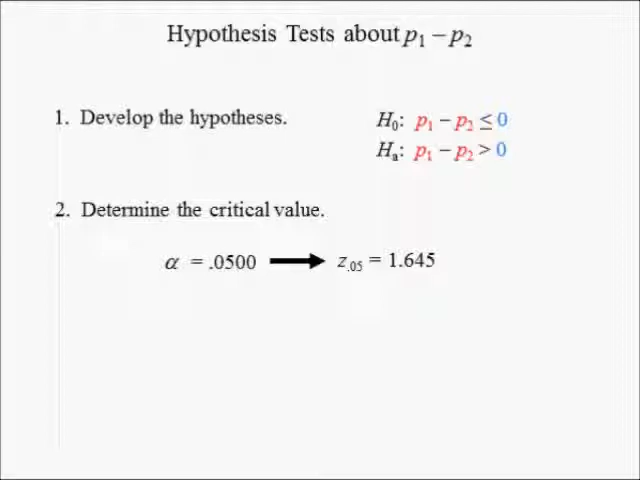 Hypothesis Tests about p₁ – p₂
1. Develop the hypotheses.
H₀: p₁ – p₂ ≤ 0
Hₐ: p₁ – p₂ > 0
2. Determine the critical value.
α = .0500 → z.₀₅ = 1.645